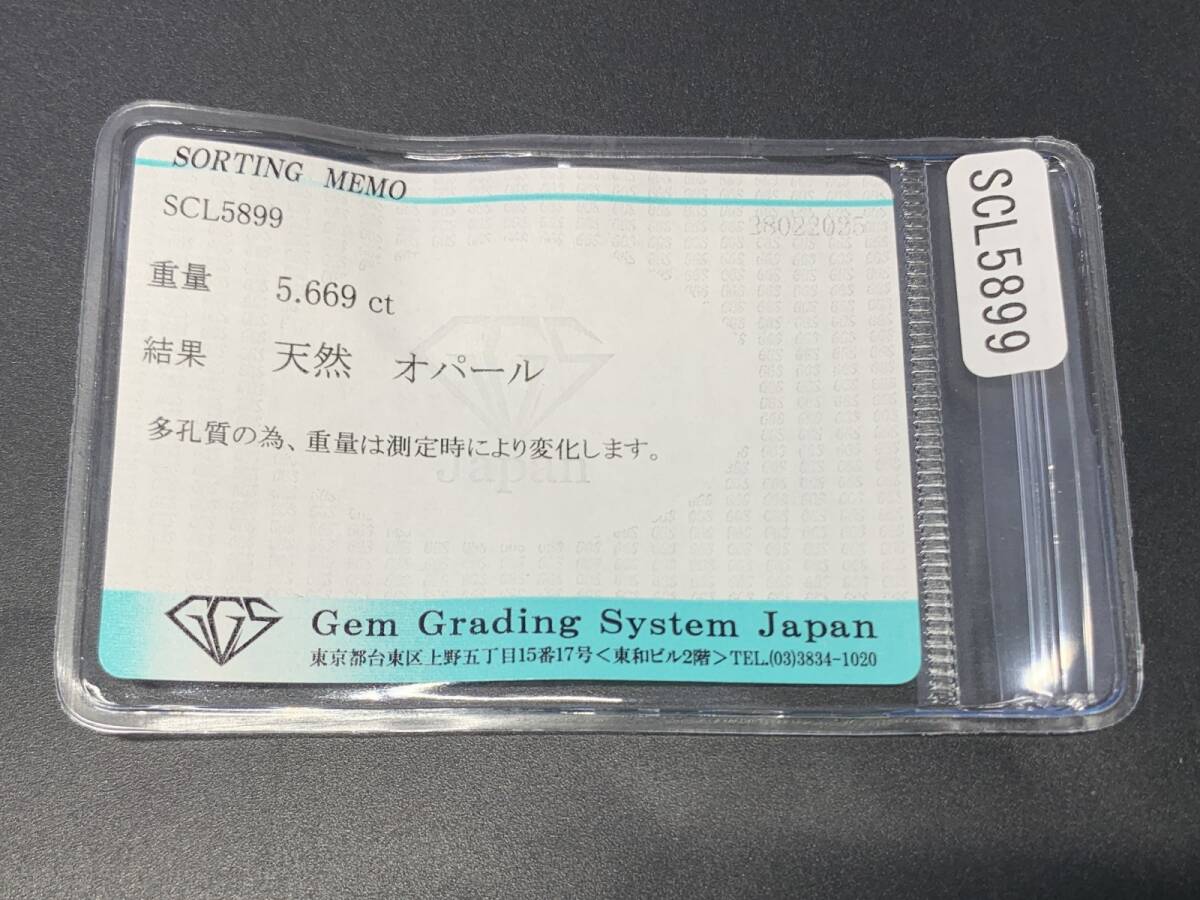 SORTING MEMO
SCL5899 28022025
重量 5.669 ct
結果 天然 オパール
多孔質の為、重量は測定時により変化します。
Japan
GGS Gem Grading System Japan
東京都台東区上野五丁目15番17号<東和ビル2階>TEL.(03)3834-1020
SCL5899